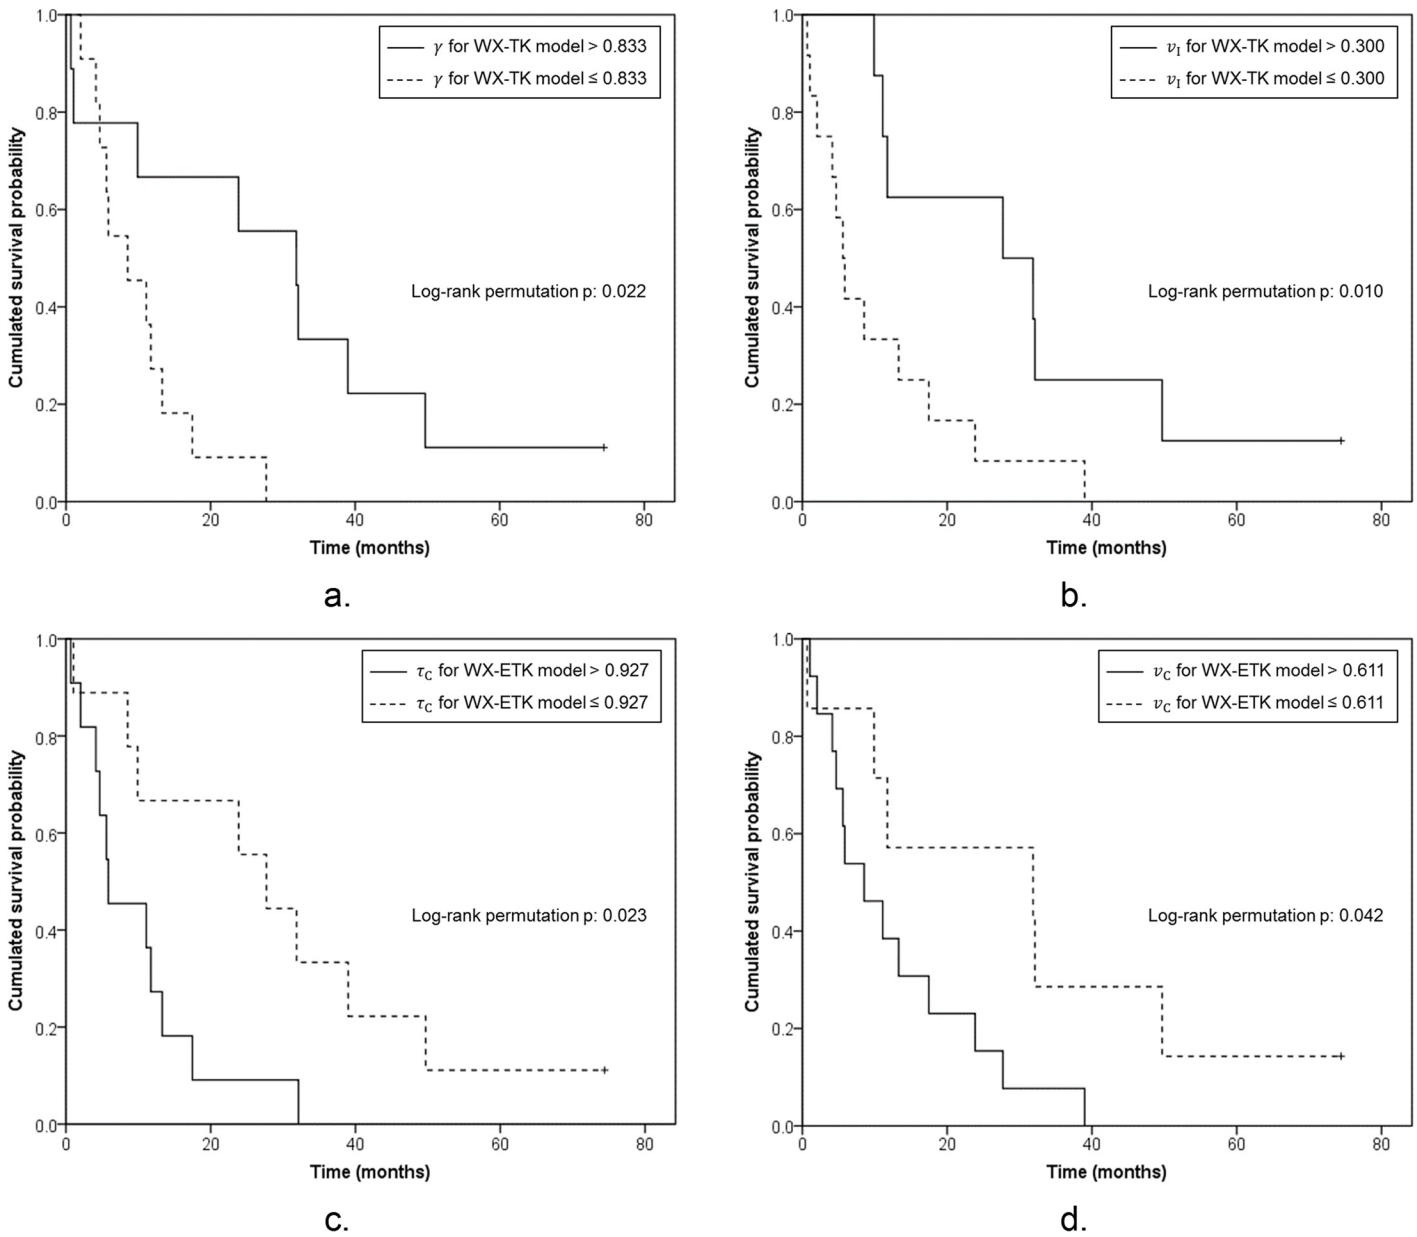 1.0
0.8
0.6
0.4
0.2
0.0
Cumulated survival probability
γ for WX-TK model > 0.833
γ for WX-TK model ≤ 0.833
Log-rank permutation p: 0.022
0 20 40 60 80
Time (months)
a.
1.0
0.8
0.6
0.4
0.2
0.0
Cumulated survival probability
𝑣I for WX-TK model > 0.300
𝑣I for WX-TK model ≤ 0.300
Log-rank permutation p: 0.010
0 20 40 60 80
Time (months)
b.
1.0
0.8
0.6
0.4
0.2
0.0
Cumulated survival probability
τC for WX-ETK model > 0.927
τC for WX-ETK model ≤ 0.927
Log-rank permutation p: 0.023
0 20 40 60 80
Time (months)
c.
1.0
0.8
0.6
0.4
0.2
0.0
Cumulated survival probability
𝑣C for WX-ETK model > 0.611
𝑣C for WX-ETK model ≤ 0.611
Log-rank permutation p: 0.042
0 20 40 60 80
Time (months)
d.